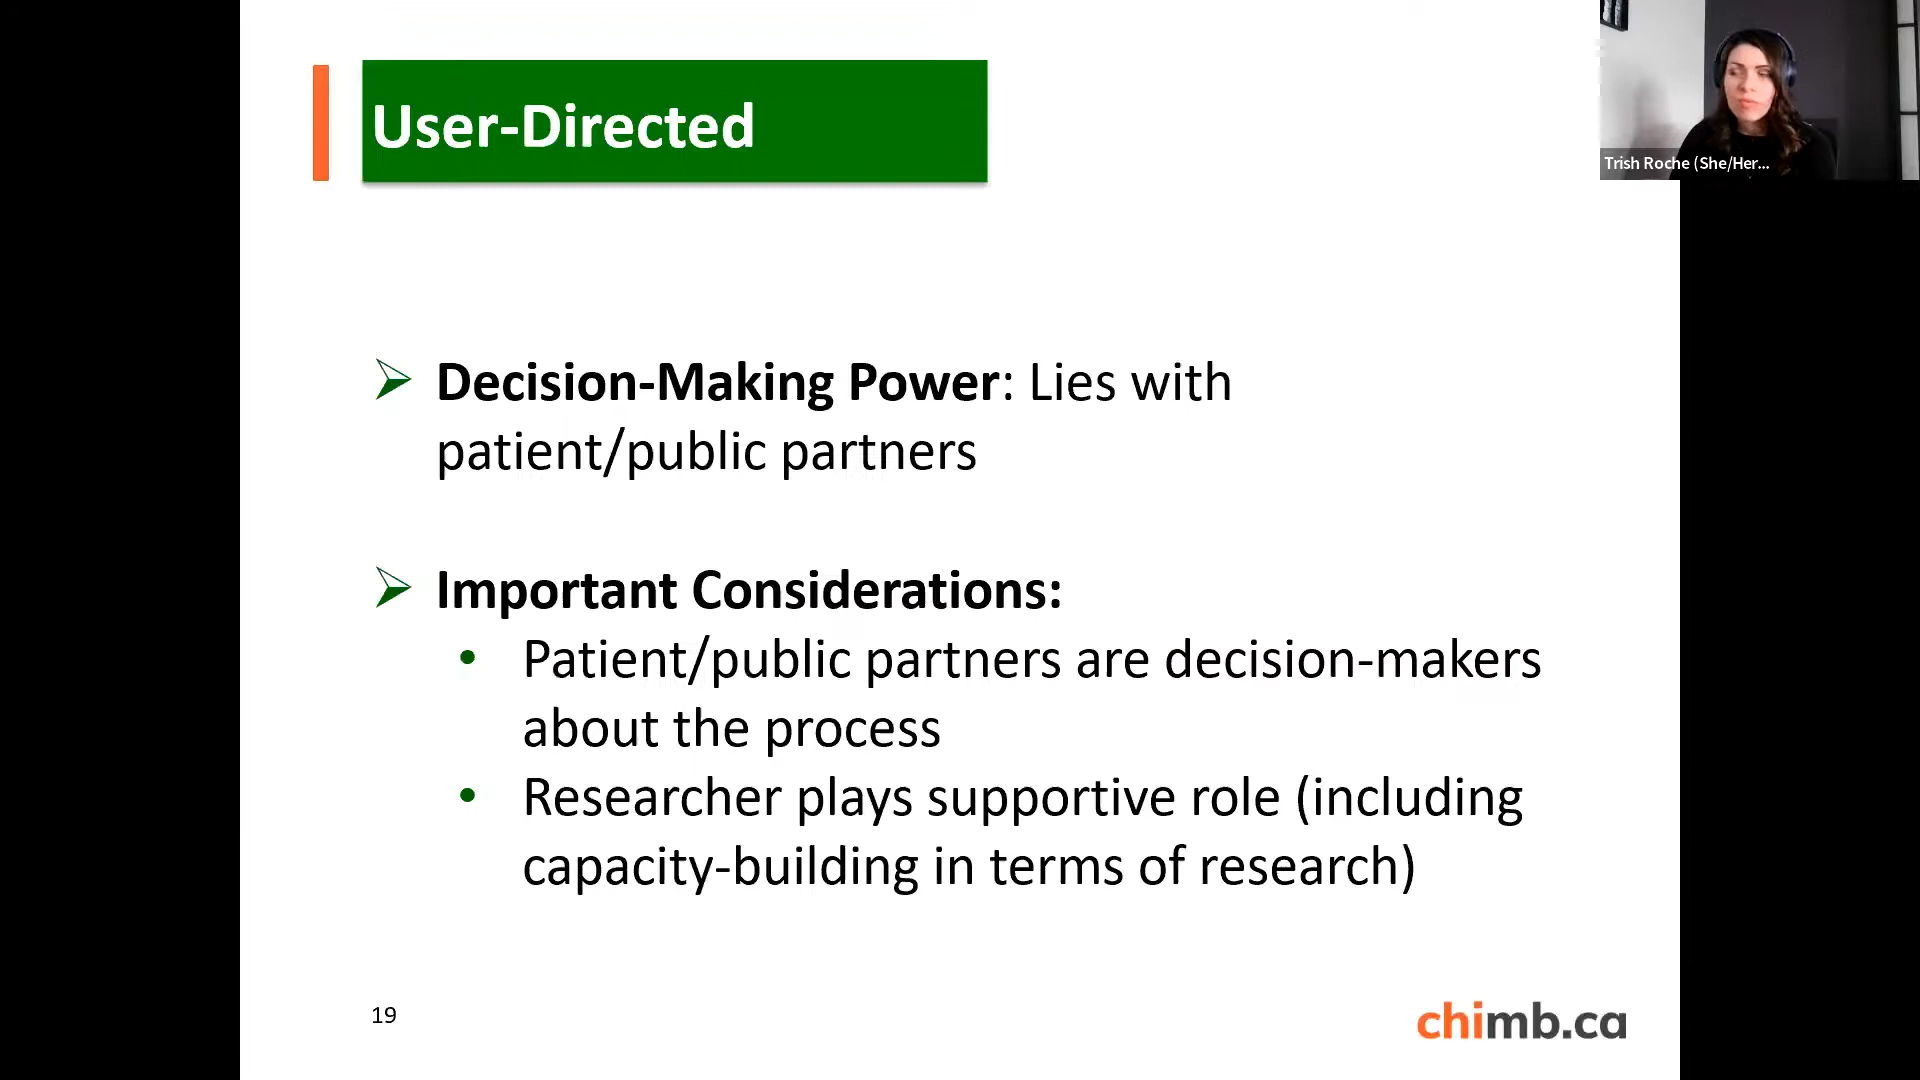 User-Directed
Trish Roche (She/Her...
➢ Decision-Making Power: Lies with
patient/public partners
➢ Important Considerations:
• Patient/public partners are decision-makers
about the process
• Researcher plays supportive role (including
capacity-building in terms of research)
19
chimb.ca